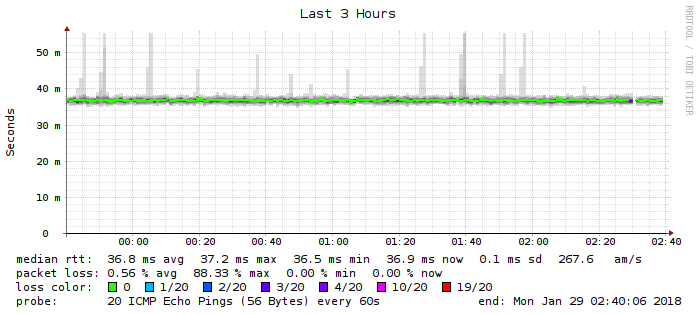 Last 3 Hours
RRDTOOL / TOBI OETIKER
Seconds
50 m
40 m
30 m
20 m
10 m
0
00:00 00:20 00:40 01:00 01:20 01:40 02:00 02:20 02:40
median rtt: 36.8 ms avg 37.2 ms max 36.5 ms min 36.9 ms now 0.1 ms sd 267.6 am/s
packet loss: 0.56 % avg 88.33 % max 0.00 % min 0.00 % now
loss color: 0 1/20 2/20 3/20 4/20 10/20 19/20
probe: 20 ICMP Echo Pings (56 Bytes) every 60s end: Mon Jan 29 02:40:06 2018